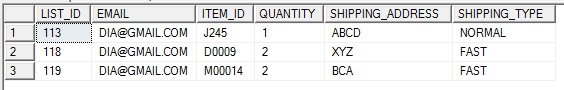 LIST_ID EMAIL ITEM_ID QUANTITY SHIPPING_ADDRESS SHIPPING_TYPE
1 113 DIA@GMAIL.COM J245 1 ABCD NORMAL
2 118 DIA@GMAIL.COM D0009 2 XYZ FAST
3 119 DIA@GMAIL.COM M00014 2 BCA FAST